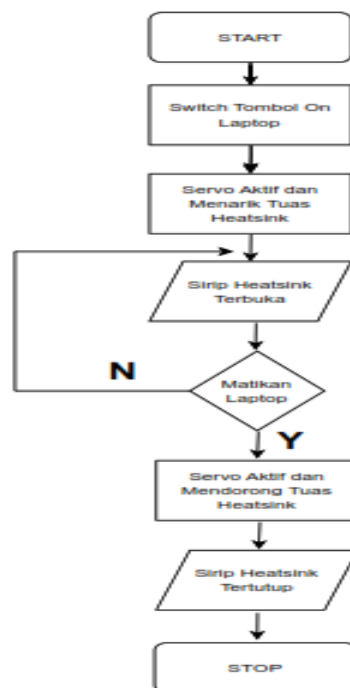 START
Switch Tombol On
Laptop
Servo Aktif dan
Menarik Tuas
Heatsink
Sirip Heatsink
Terbuka
N
Matikan
Laptop
Y
Servo Aktif dan
Mendorong Tuas
Heatsink
Sirip Heatsink
Tertutup
STOP